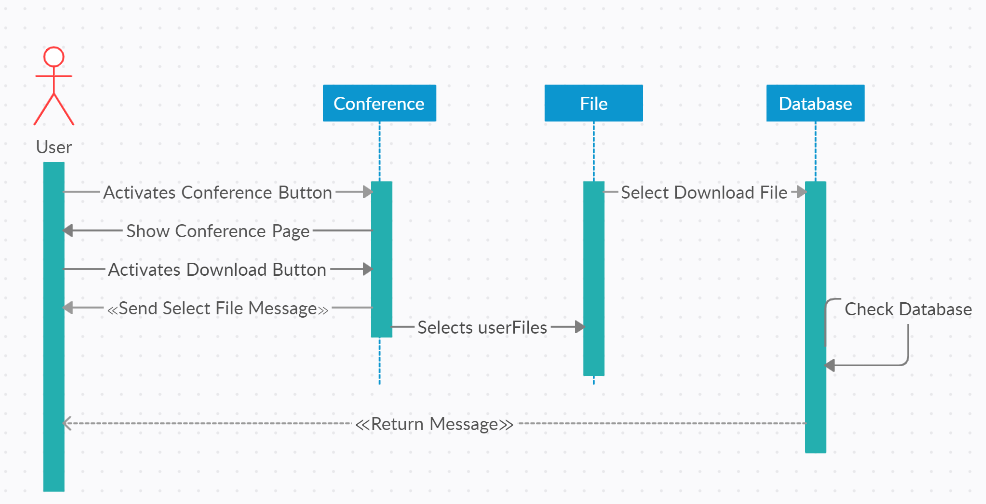 Conference
File
Database
User
Activates Conference Button
Select Download File
Show Conference Page
Activates Download Button
≪Send Select File Message≫
Check Database
Selects userFiles
≪Return Message≫